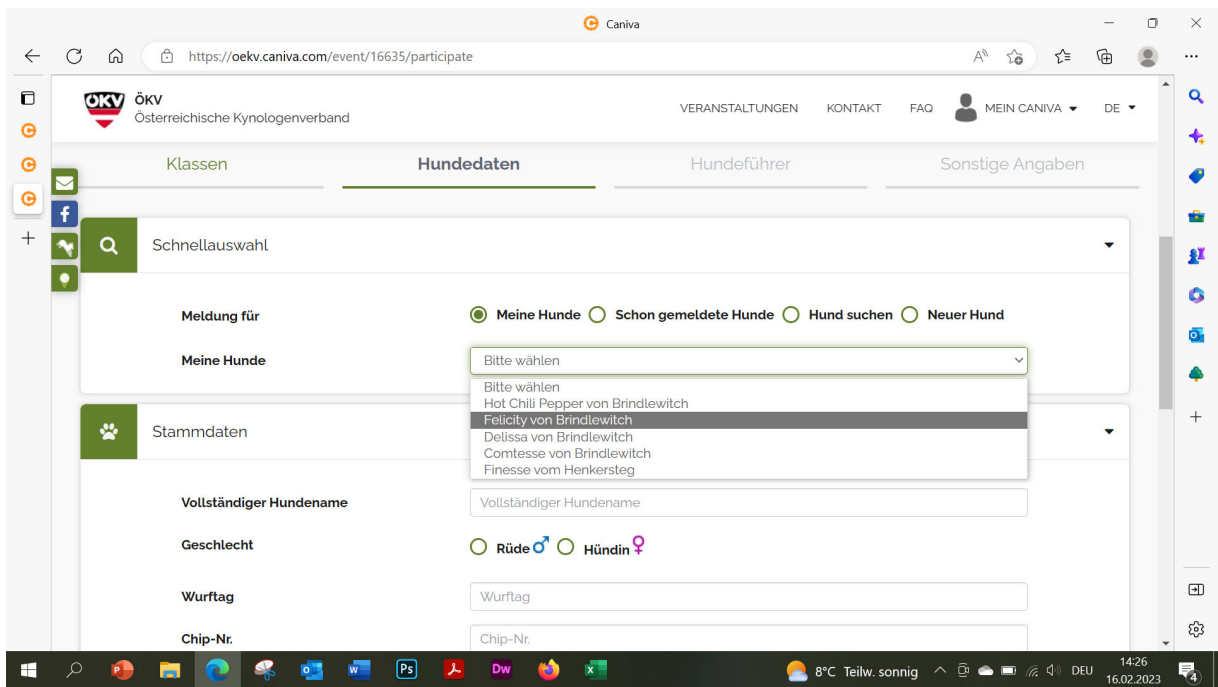 Caniva
https://oekv.caniva.com/event/16635/participate
ÖKV
ÖKV
Österreichische Kynologenverband
VERANSTALTUNGEN KONTAKT FAQ MEIN CANIVA DE
Klassen Hundedaten Hundeführer Sonstige Angaben
Schnellauswahl
Meldung für Meine Hunde Schon gemeldete Hunde Hund suchen Neuer Hund
Meine Hunde Bitte wählen
Bitte wählen
Hot Chili Pepper von Brindlewitch
Felicity von Brindlewitch
Delissa von Brindlewitch
Comtesse von Brindlewitch
Finesse vom Henkersteg
Stammdaten
Vollständiger Hundename Vollständiger Hundename
Geschlecht Rüde Hündin
Wurftag Wurftag
Chip-Nr. Chip-Nr.
8°C Teilw. sonnig DEU 14:26
16.02.2023
4